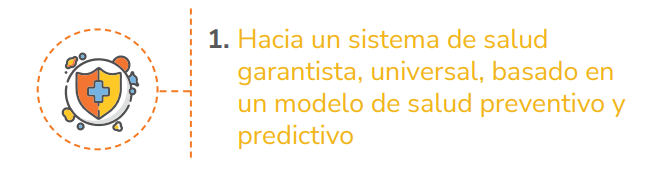 1. Hacia un sistema de salud
garantista, universal, basado en
un modelo de salud preventivo y
predictivo